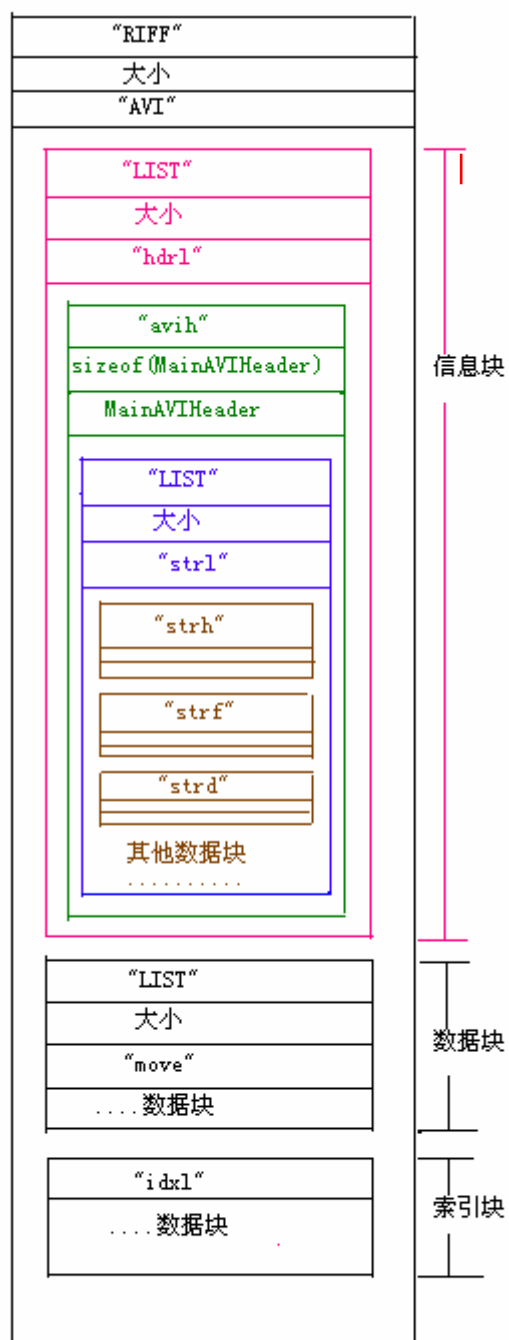 “RIFF”
大小
“AVI”
“LIST”
大小
“hdrl”
“avih”
sizeof(MainAVIHeader)
MainAVIHeader
“LIST”
大小
“strl”
“strh”
“strf”
“strd”
其他数据块
..........
信息块
“LIST”
大小
“move”
....数据块
数据块
“idxl”
....数据块
索引块